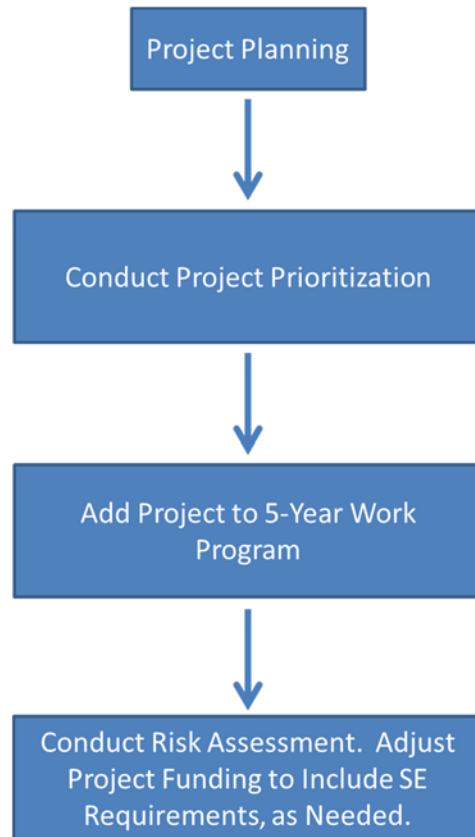 Project Planning
Conduct Project Prioritization
Add Project to 5-Year Work
Program
Conduct Risk Assessment.  Adjust
Project Funding to Include SE
Requirements, as Needed.